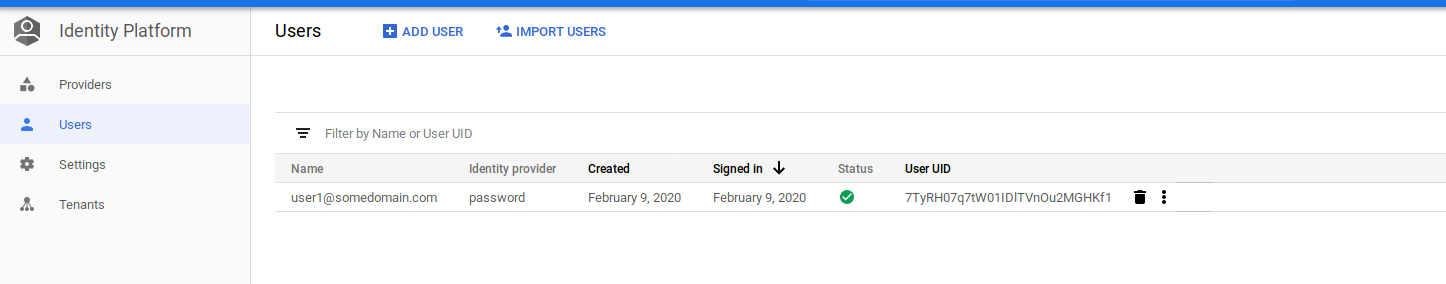 Identity Platform
Users
ADD USER
IMPORT USERS
Providers
Users
Settings
Tenants
Filter by Name or User UID
Name Identity provider Created Signed in Status User UID
user1@somedomain.com password February 9, 2020 February 9, 2020 7TyRH07q7tW01IDlTVnOu2MGHKf1